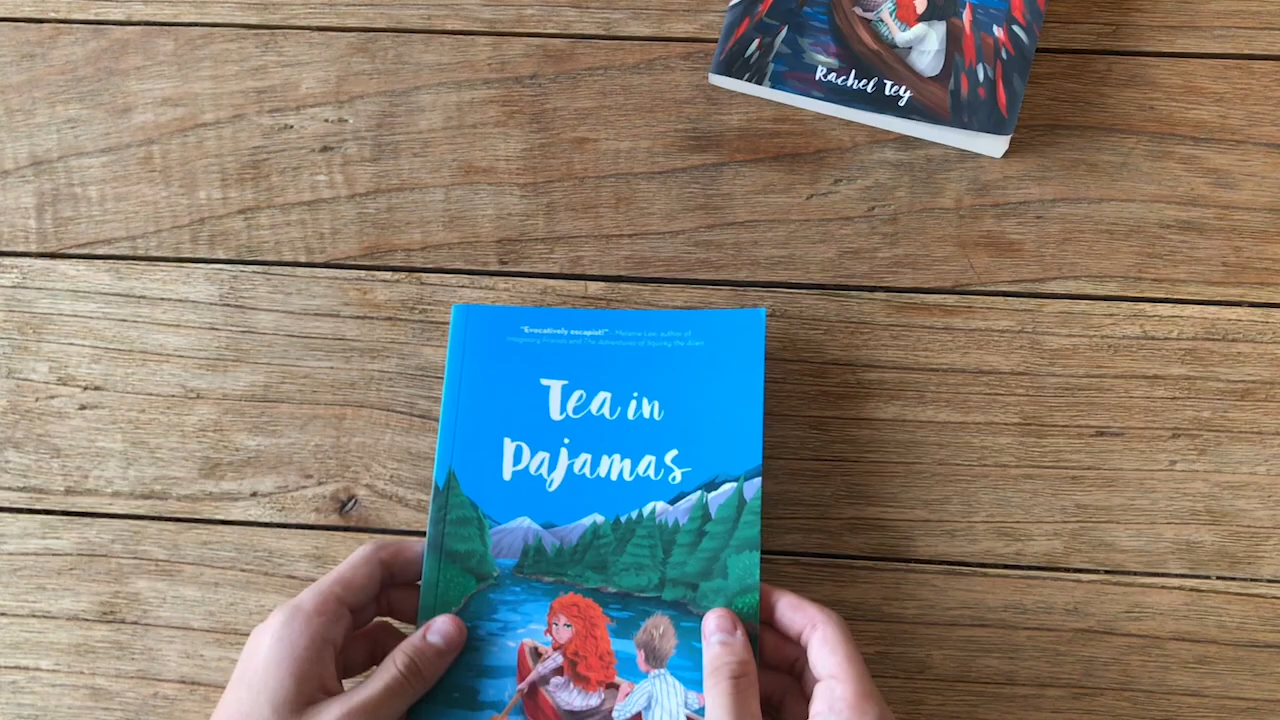 Rachel Tey
"Evocatively escapist!" - Melanie Lee, author of
Imaginary Friends and The Adventures of Squirky the Alien
Tea in
Pajamas